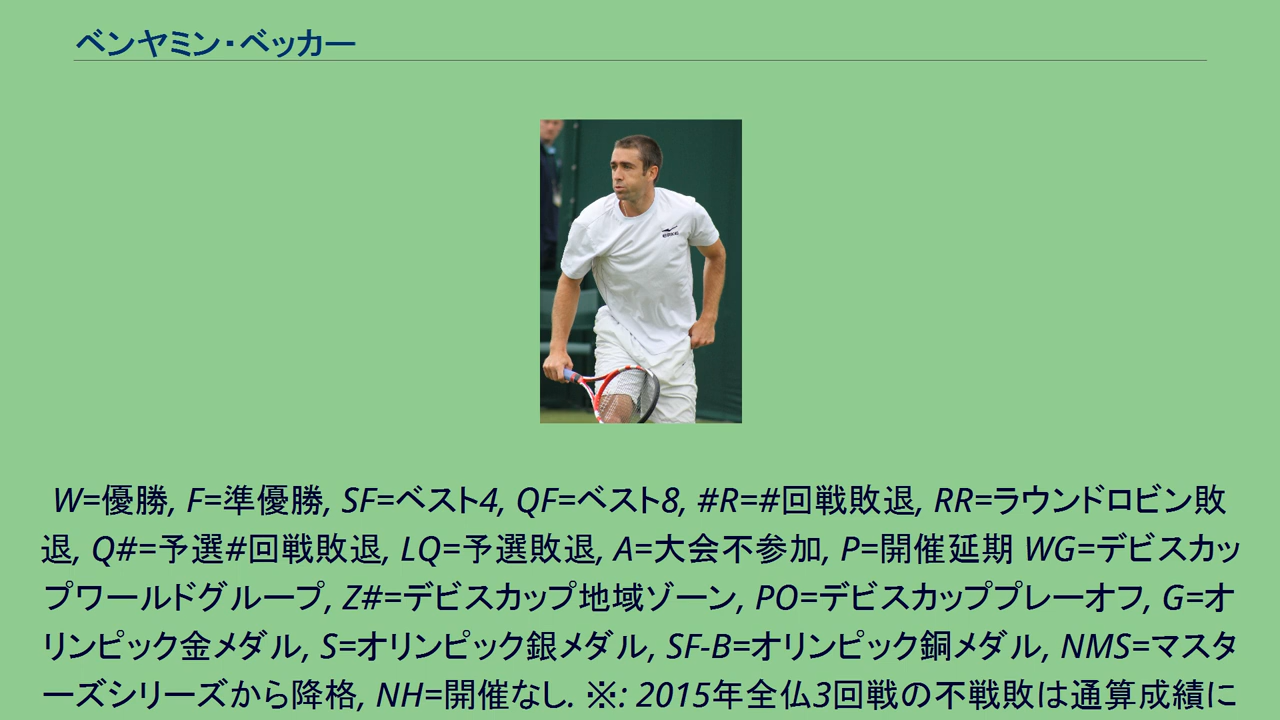 ベンヤミン・ベッカー
W=優勝, F=準優勝, SF=ベスト4, QF=ベスト8, #R=#回戦敗退, RR=ラウンドロビン敗
退, Q#=予選#回戦敗退, LQ=予選敗退, A=大会不参加, P=開催延期 WG=デビスカッ
プワールドグループ, Z#=デビスカップ地域ゾーン, PO=デビスカッププレーオフ, G=オ
リンピック金メダル, S=オリンピック銀メダル, SF-B=オリンピック銅メダル, NMS=マスタ
ーズシリーズから降格, NH=開催なし. ※: 2015年全仏3回戦の不戦敗は通算成績に